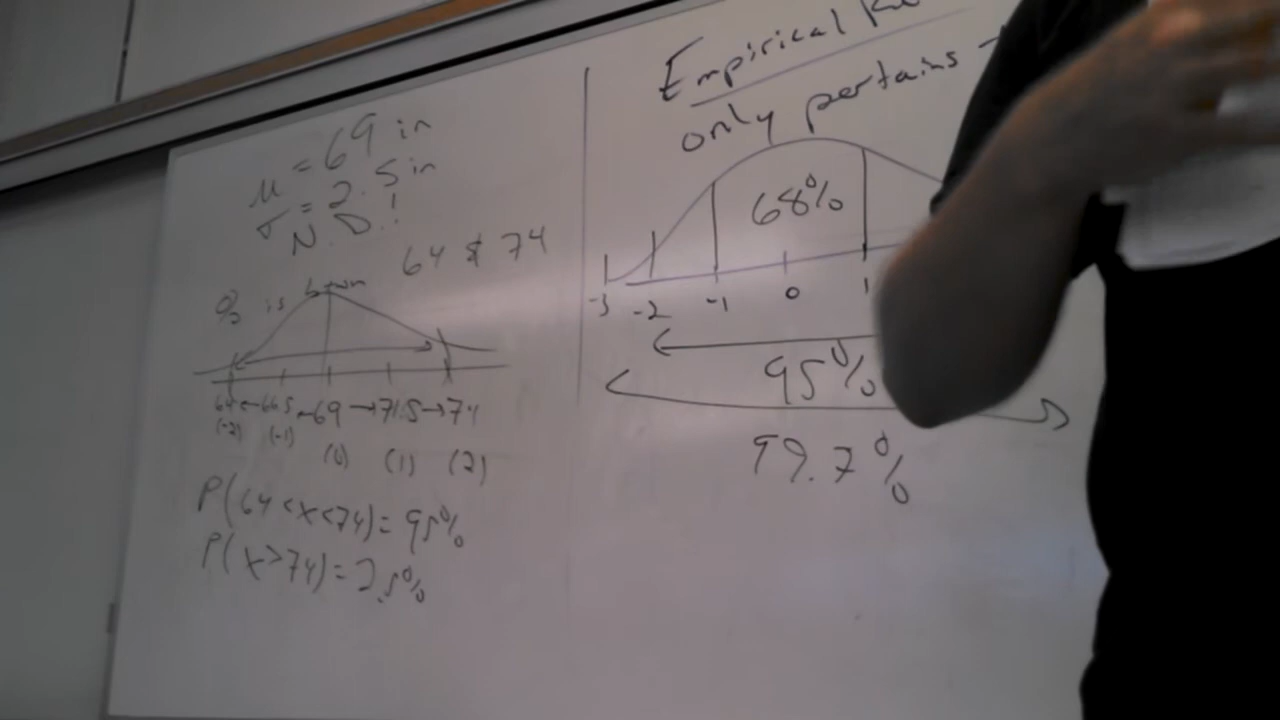 μ = 69 in
σ = 2.5 in
N.D.!
64 & 74
% is
64 ← 66.5 ← 69 → 71.5 → 74
(-2) (-1) (0) (1) (2)
P(64 < x < 74) = 95%
P(x > 74) = 2.5%
Empirical
only pertains
68%
-3 -2 -1 0 1
95%
99.7%